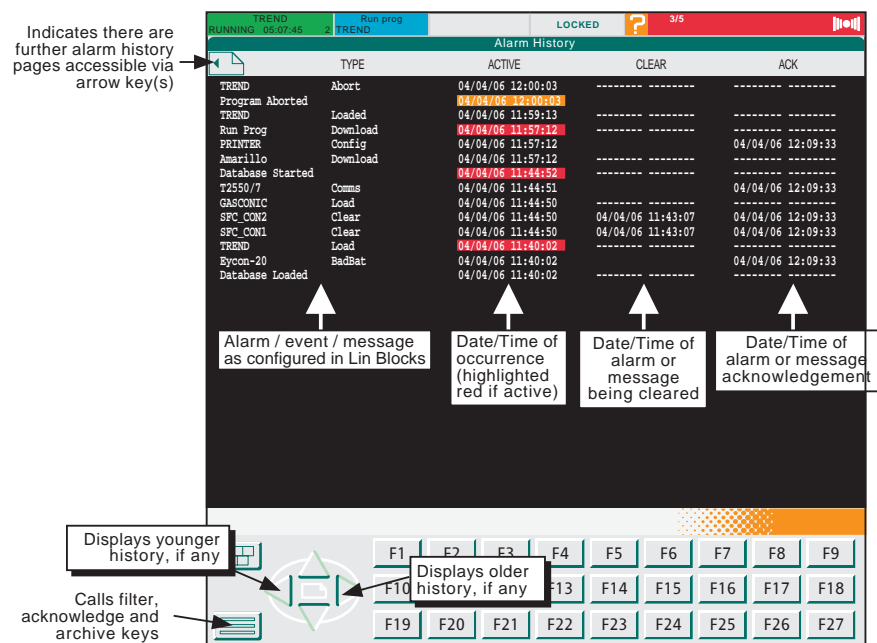 TREND
RUNNING 05:07:45 2
Run prog
TREND
LOCKED
?
3/5
Alarm History
Indicates there are
further alarm history
pages accessible via
arrow key(s)
TYPE ACTIVE CLEAR ACK
TREND Abort 04/04/06 12:00:03 -------- -------- -------- --------
Program Aborted 04/04/06 12:00:03
TREND Loaded 04/04/06 11:59:13 -------- -------- -------- --------
Run Prog Download 04/04/06 11:57:12 -------- -------- -------- --------
PRINTER Config 04/04/06 11:57:12 04/04/06 12:09:33
Amarillo Download 04/04/06 11:57:12 -------- -------- -------- --------
Database Started 04/04/06 11:44:52 -------- -------- -------- --------
T2550/7 Comms 04/04/06 11:44:51 04/04/06 12:09:33
GASCONIC Load 04/04/06 11:44:50 -------- -------- -------- --------
SFC_CON2 Clear 04/04/06 11:44:50 04/04/06 11:43:07 04/04/06 12:09:33
SFC_CON1 Clear 04/04/06 11:44:50 04/04/06 11:43:07 04/04/06 12:09:33
TREND Load 04/04/06 11:40:02 -------- -------- -------- --------
Eycon-20 BadBat 04/04/06 11:40:02 04/04/06 12:09:33
Database Loaded 04/04/06 11:40:02 -------- -------- -------- --------
Alarm / event / message
as configured in Lin Blocks
Date/Time of
occurrence
(highlighted
red if active)
Date/Time of
alarm or
message
being cleared
Date/Time of
alarm or message
acknowledgement
Displays younger
history, if any
Displays older
history, if any
Calls filter,
acknowledge and
archive keys
F1 F2 F3 F4 F5 F6 F7 F8 F9
F10 F13 F14 F15 F16 F17 F18
F19 F20 F21 F22 F23 F24 F25 F26 F27